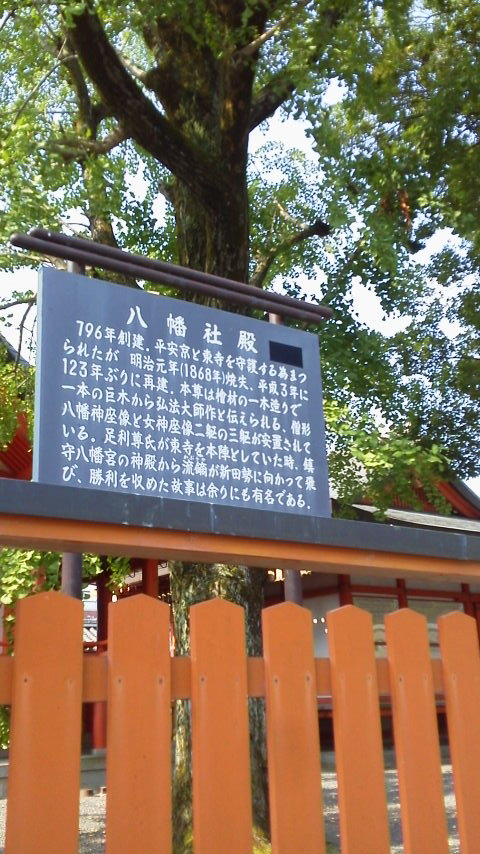 八幡社殿
796年創建。平安京と東寺を守護する為まつ
られたが 明治元年(1868年)焼失、平成3年に
123年ぶりに再建。本尊は檜材の一木造りで
一本の巨木から弘法大師作と伝えられる、僧形
八幡神座像と女神座像二躯の三躯が安置されて
いる。足利尊氏が東寺を本陣としていた時、鎮
守八幡宮の神殿から流鏑が新田勢に向かって飛
び、勝利を収めた故事は余りにも有名である。